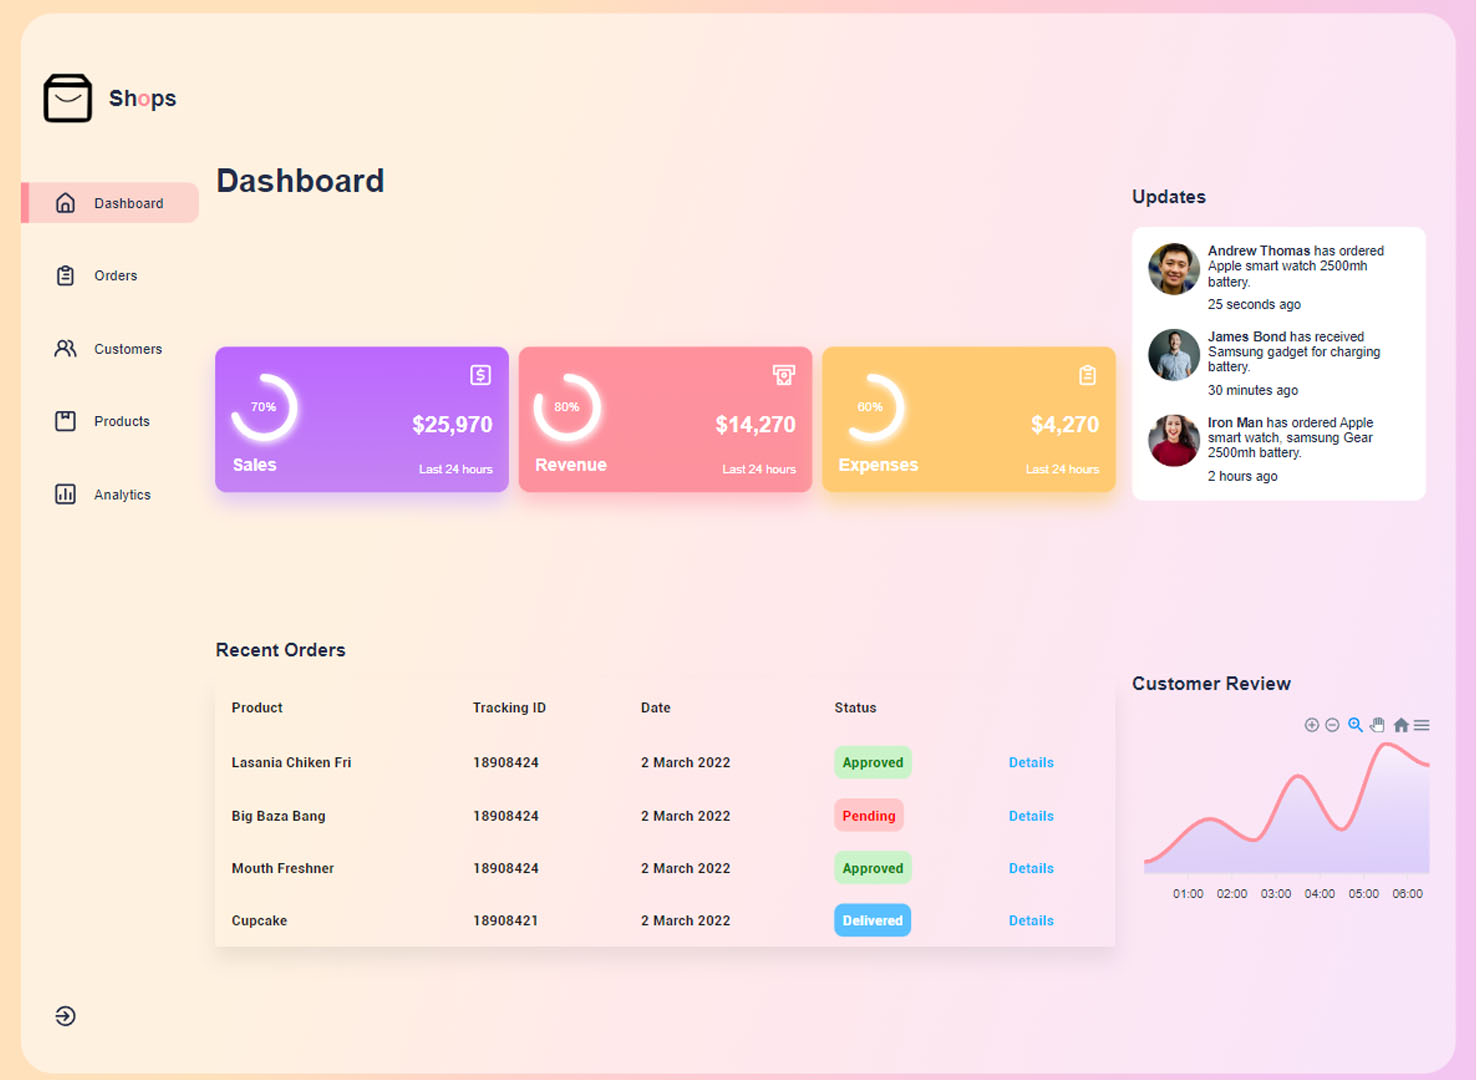 Shops
Dashboard
Orders
Customers
Products
Analytics
Dashboard
70%
$25,970
Sales
Last 24 hours
80%
$14,270
Revenue
Last 24 hours
60%
$4,270
Expenses
Last 24 hours
Recent Orders
Product Tracking ID Date Status
Lasania Chiken Fri 18908424 2 March 2022 Approved Details
Big Baza Bang 18908424 2 March 2022 Pending Details
Mouth Freshner 18908424 2 March 2022 Approved Details
Cupcake 18908421 2 March 2022 Delivered Details
Updates
Andrew Thomas has ordered
Apple smart watch 2500mh
battery.
25 seconds ago
James Bond has received
Samsung gadget for charging
battery.
30 minutes ago
Iron Man has ordered Apple
smart watch, samsung Gear
2500mh battery.
2 hours ago
Customer Review
01:00 02:00 03:00 04:00 05:00 06:00